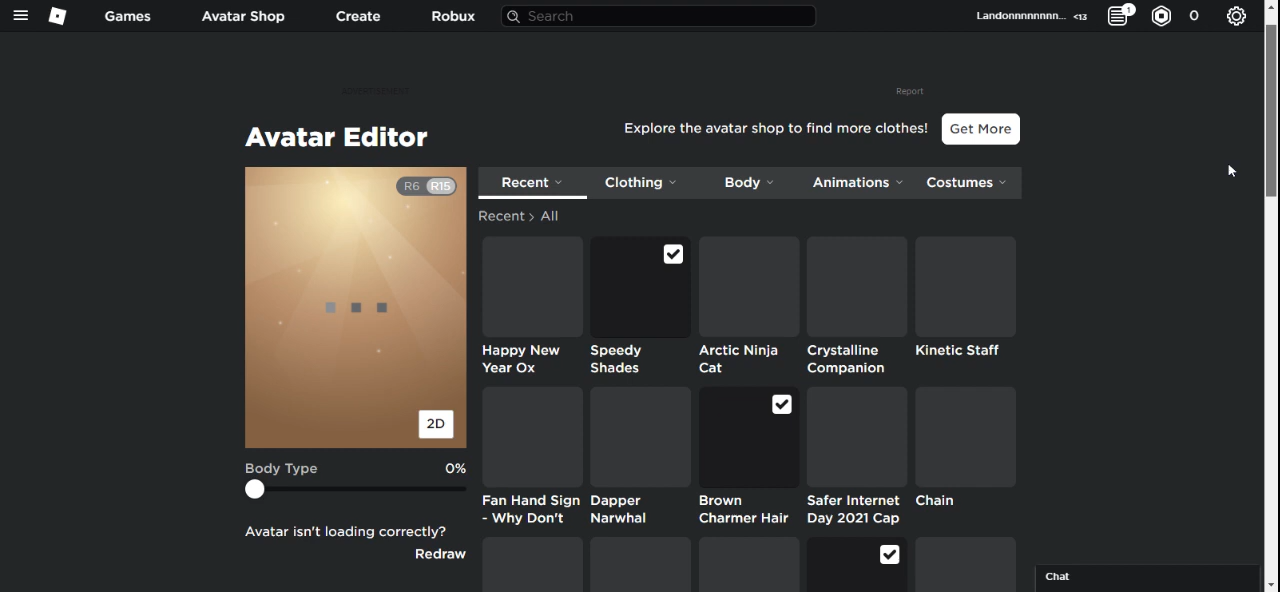 Games
Avatar Shop
Create
Robux
Search
Landonnnnnnnn... <13
1
0
ADVERTISEMENT
Report
Avatar Editor
Explore the avatar shop to find more clothes!
Get More
R6 R15
Recent
Clothing
Body
Animations
Costumes
Recent > All
Happy New
Year Ox
Speedy
Shades
Arctic Ninja
Cat
Crystalline
Companion
Kinetic Staff
2D
Body Type
0%
Fan Hand Sign
- Why Don't
Dapper
Narwhal
Brown
Charmer Hair
Safer Internet
Day 2021 Cap
Chain
Avatar isn't loading correctly?
Redraw
Chat